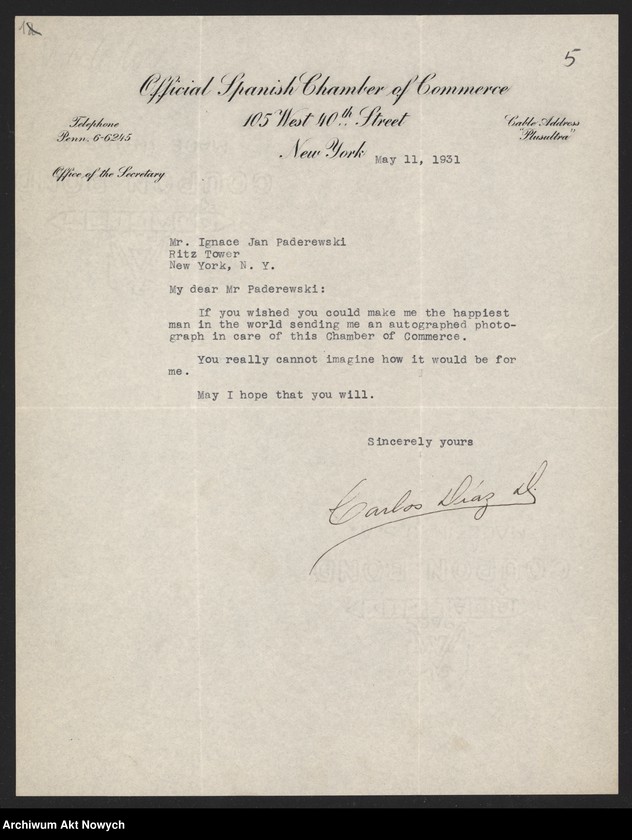 5
Official Spanish Chamber of Commerce
105 West 40th Street
New York
Telephone
Penn. 6-6245
Cable Address
"Plusultra"
Office of the Secretary
May 11, 1931
Mr. Ignace Jan Paderewski
Ritz Tower
New York, N. Y.
My dear Mr Paderewski:
If you wished you could make me the happiest
man in the world sending me an autographed photo-
graph in care of this Chamber of Commerce.
You really cannot imagine how it would be for
me.
May I hope that you will.
Sincerely yours
Carlos Díaz D.
Archiwum Akt Nowych